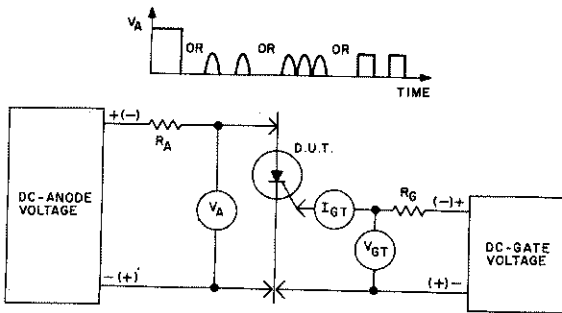 VA
OR
OR
OR
TIME
+(−)
RA
D.U.T.
DC-ANODE
VOLTAGE
VA
IGT
RG
(−)+
VGT
DC-GATE
VOLTAGE
−(+)
(+)−